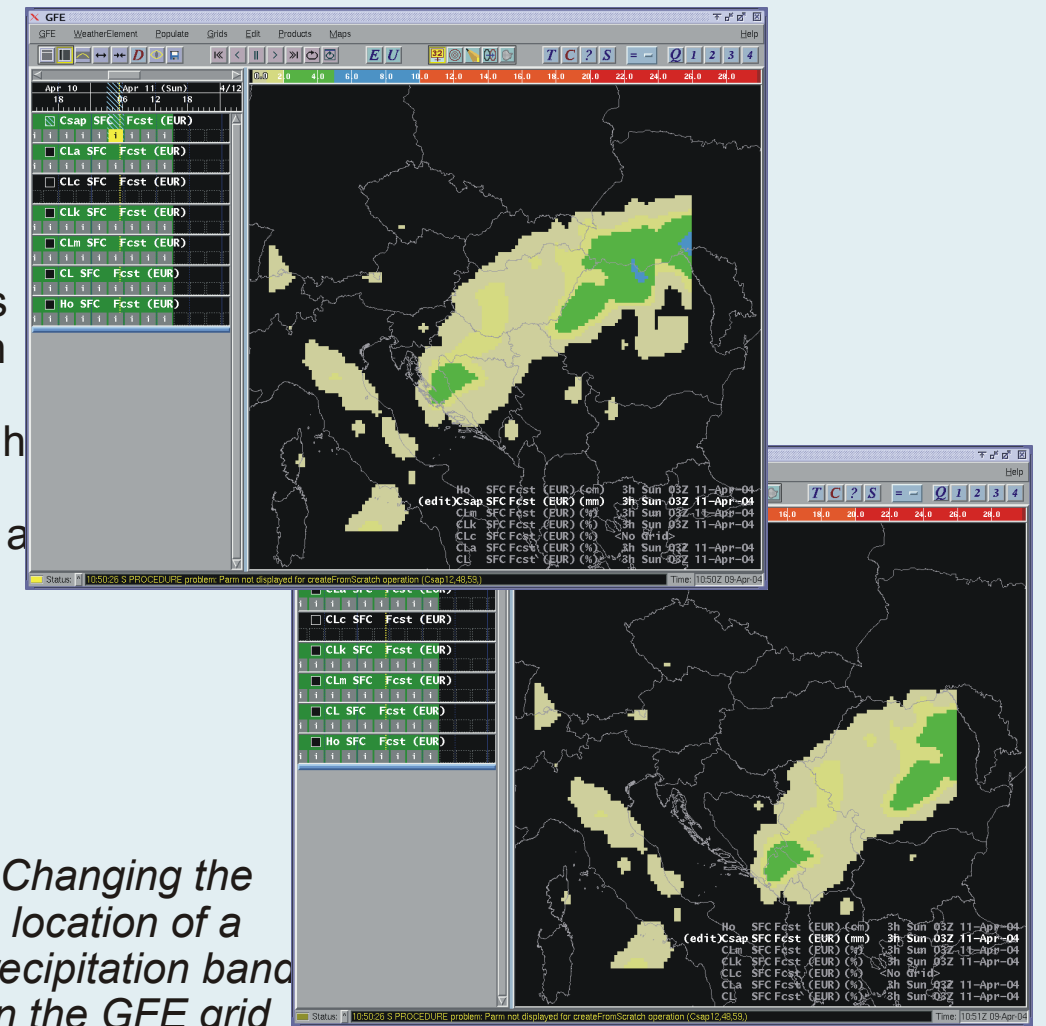 GFE
GFE WeatherElement Populate Grids Edit Products Maps Help
D E U 32 T C ? S = Q 1 2 3 4
0.0 2.0 4.0 6.0 8.0 10.0 12.0 14.0 16.0 18.0 20.0 22.0 24.0 26.0 28.0
Apr 10 Apr 11 (Sun) 4/12
18 06 12 18
Csap SFC Fcst (EUR)
i i i i i i i i i
CLa SFC Fcst (EUR)
i i i i i i i i i
CLc SFC Fcst (EUR)
CLk SFC Fcst (EUR)
i i i i i i i i i
CLm SFC Fcst (EUR)
i i i i i i i i i
CL SFC Fcst (EUR)
i i i i i i i i i
Ho SFC Fcst (EUR)
i i i i i i i i i
Ho SFC Fcst (EUR) (cm) 3h Sun 03Z 11-Apr-04
(edit)Csap SFC Fcst (EUR) (mm) 3h Sun 03Z 11-Apr-04
CLm SFC Fcst (EUR) (%) 3h Sun 03Z 11-Apr-04
CLk SFC Fcst (EUR) (%) 3h Sun 03Z 11-Apr-04
CLc SFC Fcst (EUR) (%) <No Grid>
CLa SFC Fcst (EUR) (%) 3h Sun 03Z 11-Apr-04
CL SFC Fcst (EUR) (%) 3h Sun 03Z 11-Apr-04
Status: ^ 10:50:26 S PROCEDURE problem: Parm not displayed for createFromScratch operation (Csap12,48,59,) Time: 10:50Z 09-Apr-04
s
h
a
Help
T C ? S = Q 1 2 3 4
16.0 18.0 20.0 22.0 24.0 26.0 28.0
CLa SFC Fcst (EUR)
i i i i i i i i i
CLc SFC Fcst (EUR)
CLk SFC Fcst (EUR)
i i i i i i i i i
CLm SFC Fcst (EUR)
i i i i i i i i i
CL SFC Fcst (EUR)
i i i i i i i i i
Ho SFC Fcst (EUR)
i i i i i i i i i
Ho SFC Fcst (EUR) (cm) 3h Sun 03Z 11-Apr-04
(edit)Csap SFC Fcst (EUR) (mm) 3h Sun 03Z 11-Apr-04
CLm SFC Fcst (EUR) (%) 3h Sun 03Z 11-Apr-04
CLk SFC Fcst (EUR) (%) 3h Sun 03Z 11-Apr-04
CLc SFC Fcst (EUR) (%) <No Grid>
CLa SFC Fcst (EUR) (%) 3h Sun 03Z 11-Apr-04
CL SFC Fcst (EUR) (%) 3h Sun 03Z 11-Apr-04
Status: ^ 10:50:26 S PROCEDURE problem: Parm not displayed for createFromScratch operation (Csap12,48,59,) Time: 10:51Z 09-Apr-04
Changing the
location of a
recipitation band
n the GFE grid